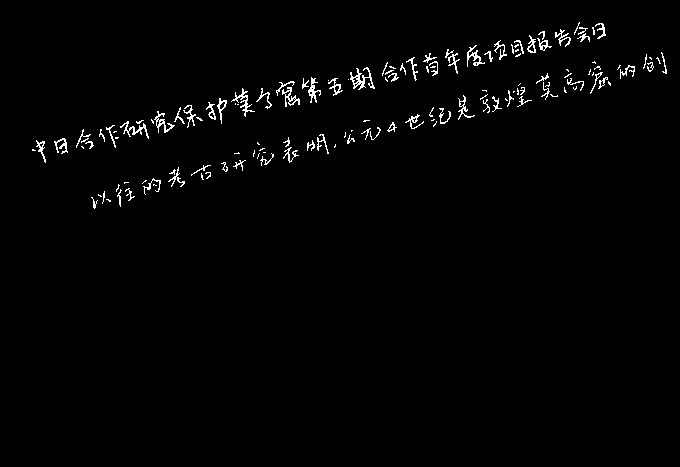 中日合作研究保护莫高窟第五期合作首年度项目报告会日
以往的考古研究表明,公元4世纪是敦煌莫高窟的创